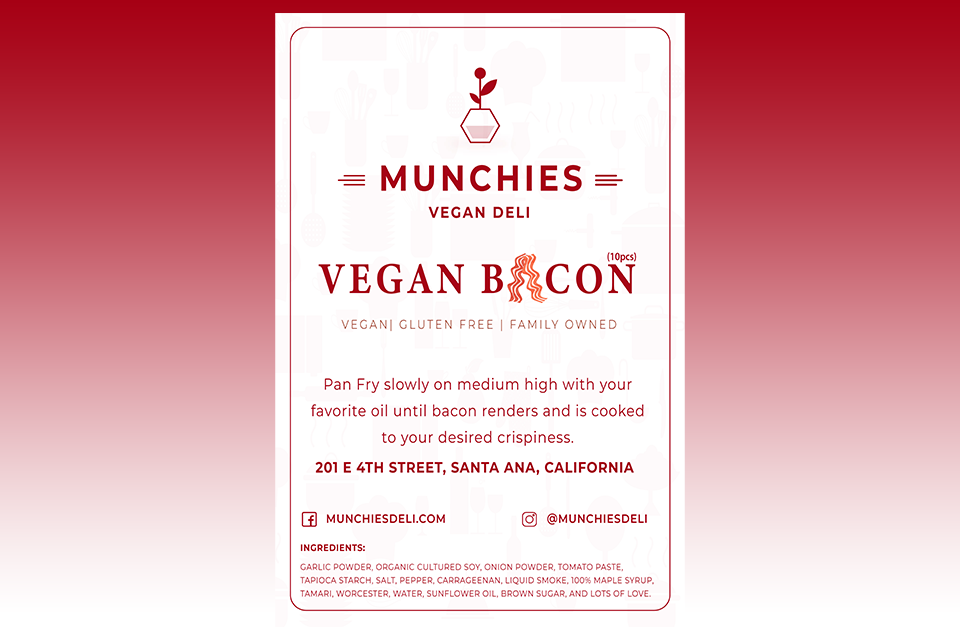 MUNCHIES
VEGAN DELI
(10pcs)
VEGAN BACON
VEGAN| GLUTEN FREE | FAMILY OWNED
Pan Fry slowly on medium high with your
favorite oil until bacon renders and is cooked
to your desired crispiness.
201 E 4TH STREET, SANTA ANA, CALIFORNIA
MUNCHIESDELI.COM @MUNCHIESDELI
INGREDIENTS:
GARLIC POWDER, ORGANIC CULTURED SOY, ONION POWDER, TOMATO PASTE,
TAPIOCA STARCH, SALT, PEPPER, CARRAGEENAN, LIQUID SMOKE, 100% MAPLE SYRUP,
TAMARI, WORCESTER, WATER, SUNFLOWER OIL, BROWN SUGAR, AND LOTS OF LOVE.